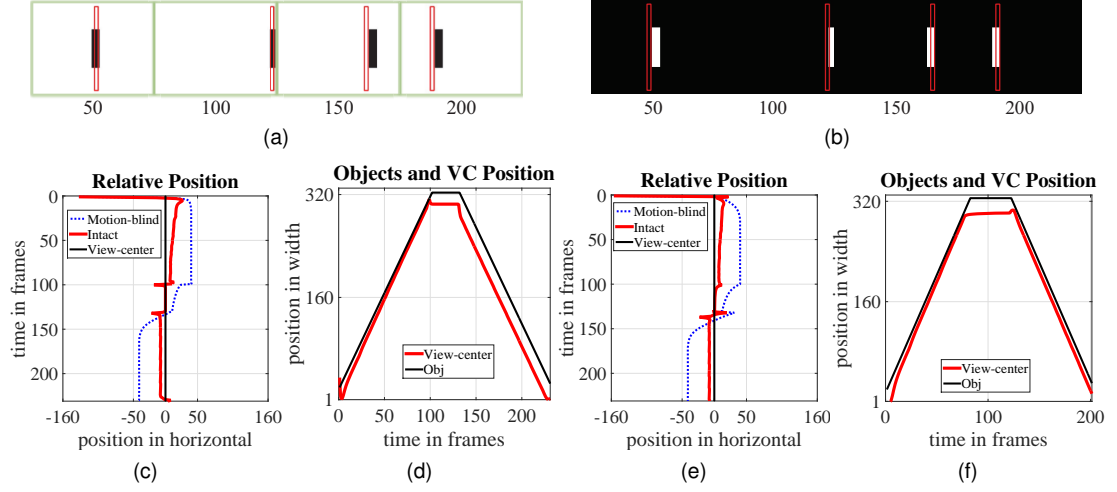 50 100 150 200
(a)
50 100 150 200
(b)
Relative Position
0
50
100
150
200
-160 0 50 160
time in frames
position in horizontal
Motion-blind
Intact
View-center
(c)
Objects and VC Position
320
160
1
0 100 200
position in width
time in frames
View-center
Obj
(d)
Relative Position
0
50
100
150
200
-160 0 50 160
time in frames
position in horizontal
Motion-blind
Intact
View-center
(e)
Objects and VC Position
320
160
1
0 100 200
position in width
time in frames
View-center
Obj
(f)